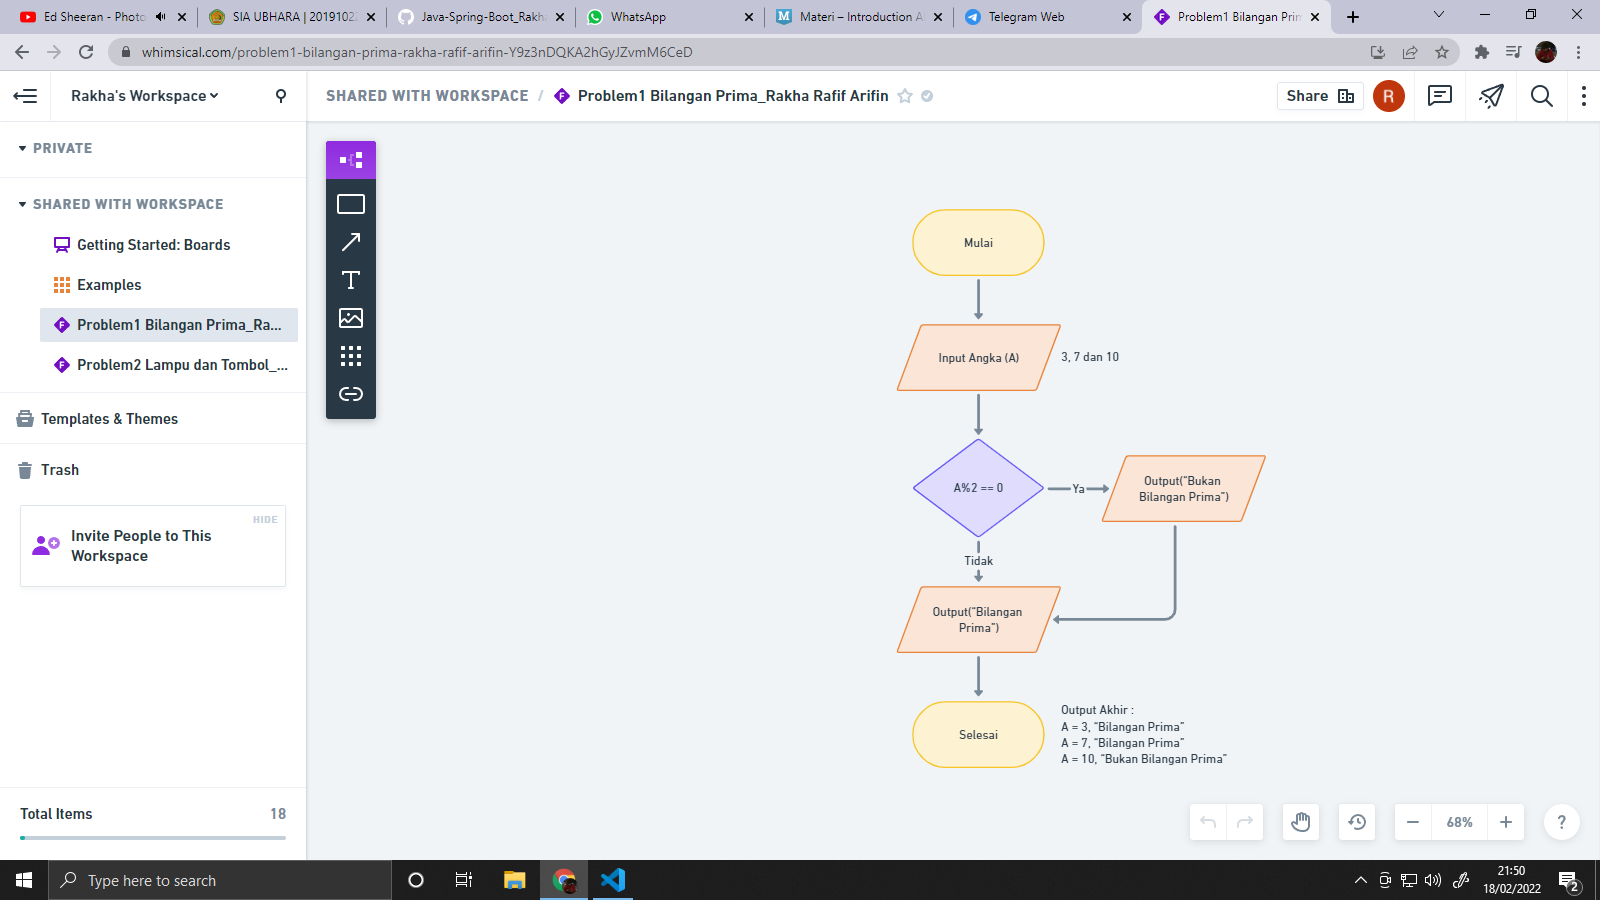 Ed Sheeran - Photo
SIA UBHARA | 2019102
Java-Spring-Boot_Rakh
WhatsApp
Materi – Introduction A
Telegram Web
Problem1 Bilangan Prim
whimsical.com/problem1-bilangan-prima-rakha-rafif-arifin-Y9z3nDQKA2hGyJZvmM6CeD
Rakha's Workspace
SHARED WITH WORKSPACE / F Problem1 Bilangan Prima_Rakha Rafif Arifin
Share
R
PRIVATE
SHARED WITH WORKSPACE
Getting Started: Boards
Examples
F Problem1 Bilangan Prima_Ra...
F Problem2 Lampu dan Tombol_...
Templates & Themes
Trash
HIDE
Invite People to This
Workspace
Total Items 18
T
Mulai
Input Angka (A)
3, 7 dan 10
A%2 == 0
Ya
Output("Bukan
Bilangan Prima")
Tidak
Output("Bilangan
Prima")
Selesai
Output Akhir :
A = 3, "Bilangan Prima"
A = 7, "Bilangan Prima"
A = 10, "Bukan Bilangan Prima"
68%
?
Type here to search
21:50
18/02/2022
2